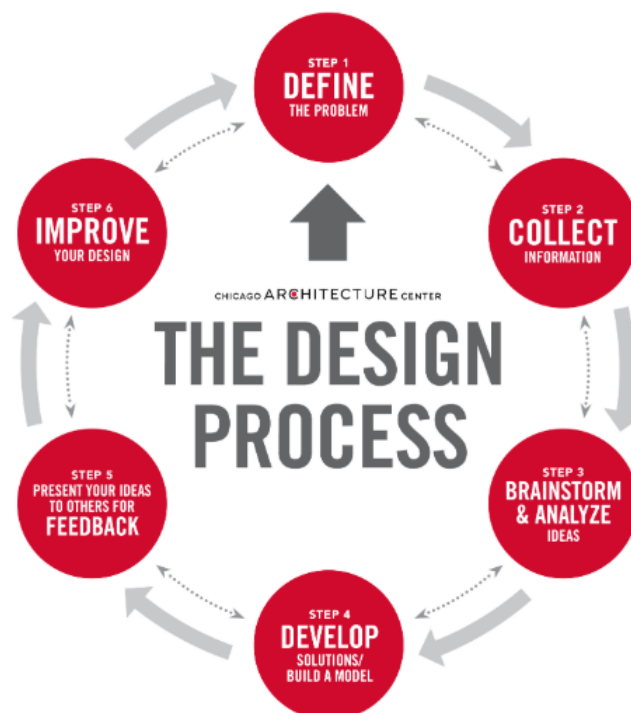 STEP 1
DEFINE
THE PROBLEM
STEP 2
COLLECT
INFORMATION
STEP 3
BRAINSTORM
& ANALYZE
IDEAS
STEP 4
DEVELOP
SOLUTIONS/
BUILD A MODEL
STEP 5
PRESENT YOUR IDEAS
TO OTHERS FOR
FEEDBACK
STEP 6
IMPROVE
YOUR DESIGN
CHICAGO ARCHITECTURE CENTER
THE DESIGN
PROCESS